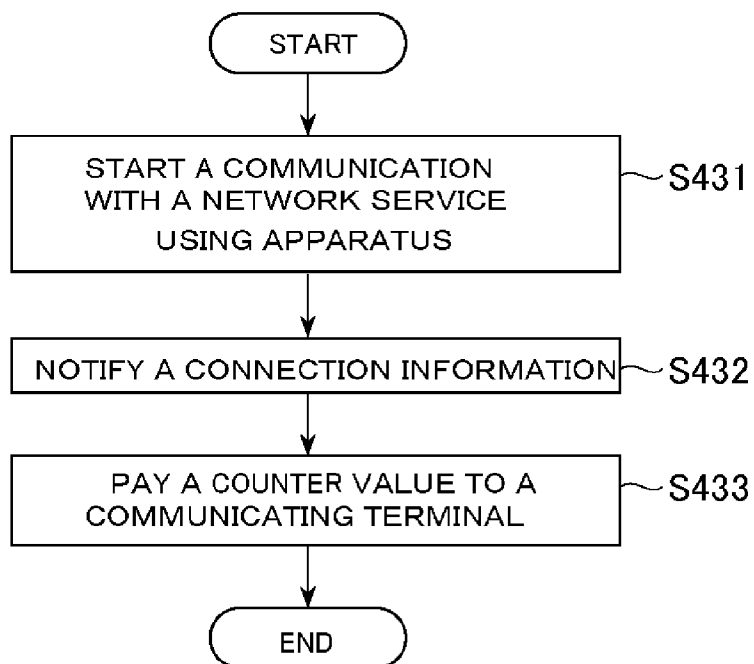 START
START A COMMUNICATION
WITH A NETWORK SERVICE
USING APPARATUS
S431
NOTIFY A CONNECTION INFORMATION
S432
PAY A COUNTER VALUE TO A
COMMUNICATING TERMINAL
S433
END